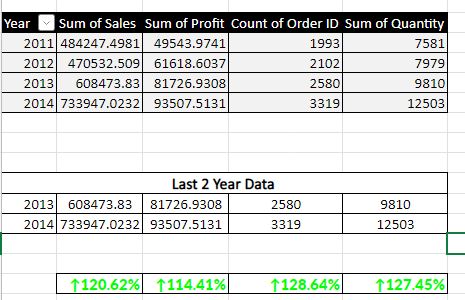 Year Sum of Sales Sum of Profit Count of Order ID Sum of Quantity
2011 484247.4981 49543.9741 1993 7581
2012 470532.509 61618.6037 2102 7979
2013 608473.83 81726.9308 2580 9810
2014 733947.0232 93507.5131 3319 12503
Last 2 Year Data
2013 608473.83 81726.9308 2580 9810
2014 733947.0232 93507.5131 3319 12503
↑120.62% ↑114.41% ↑128.64% ↑127.45%